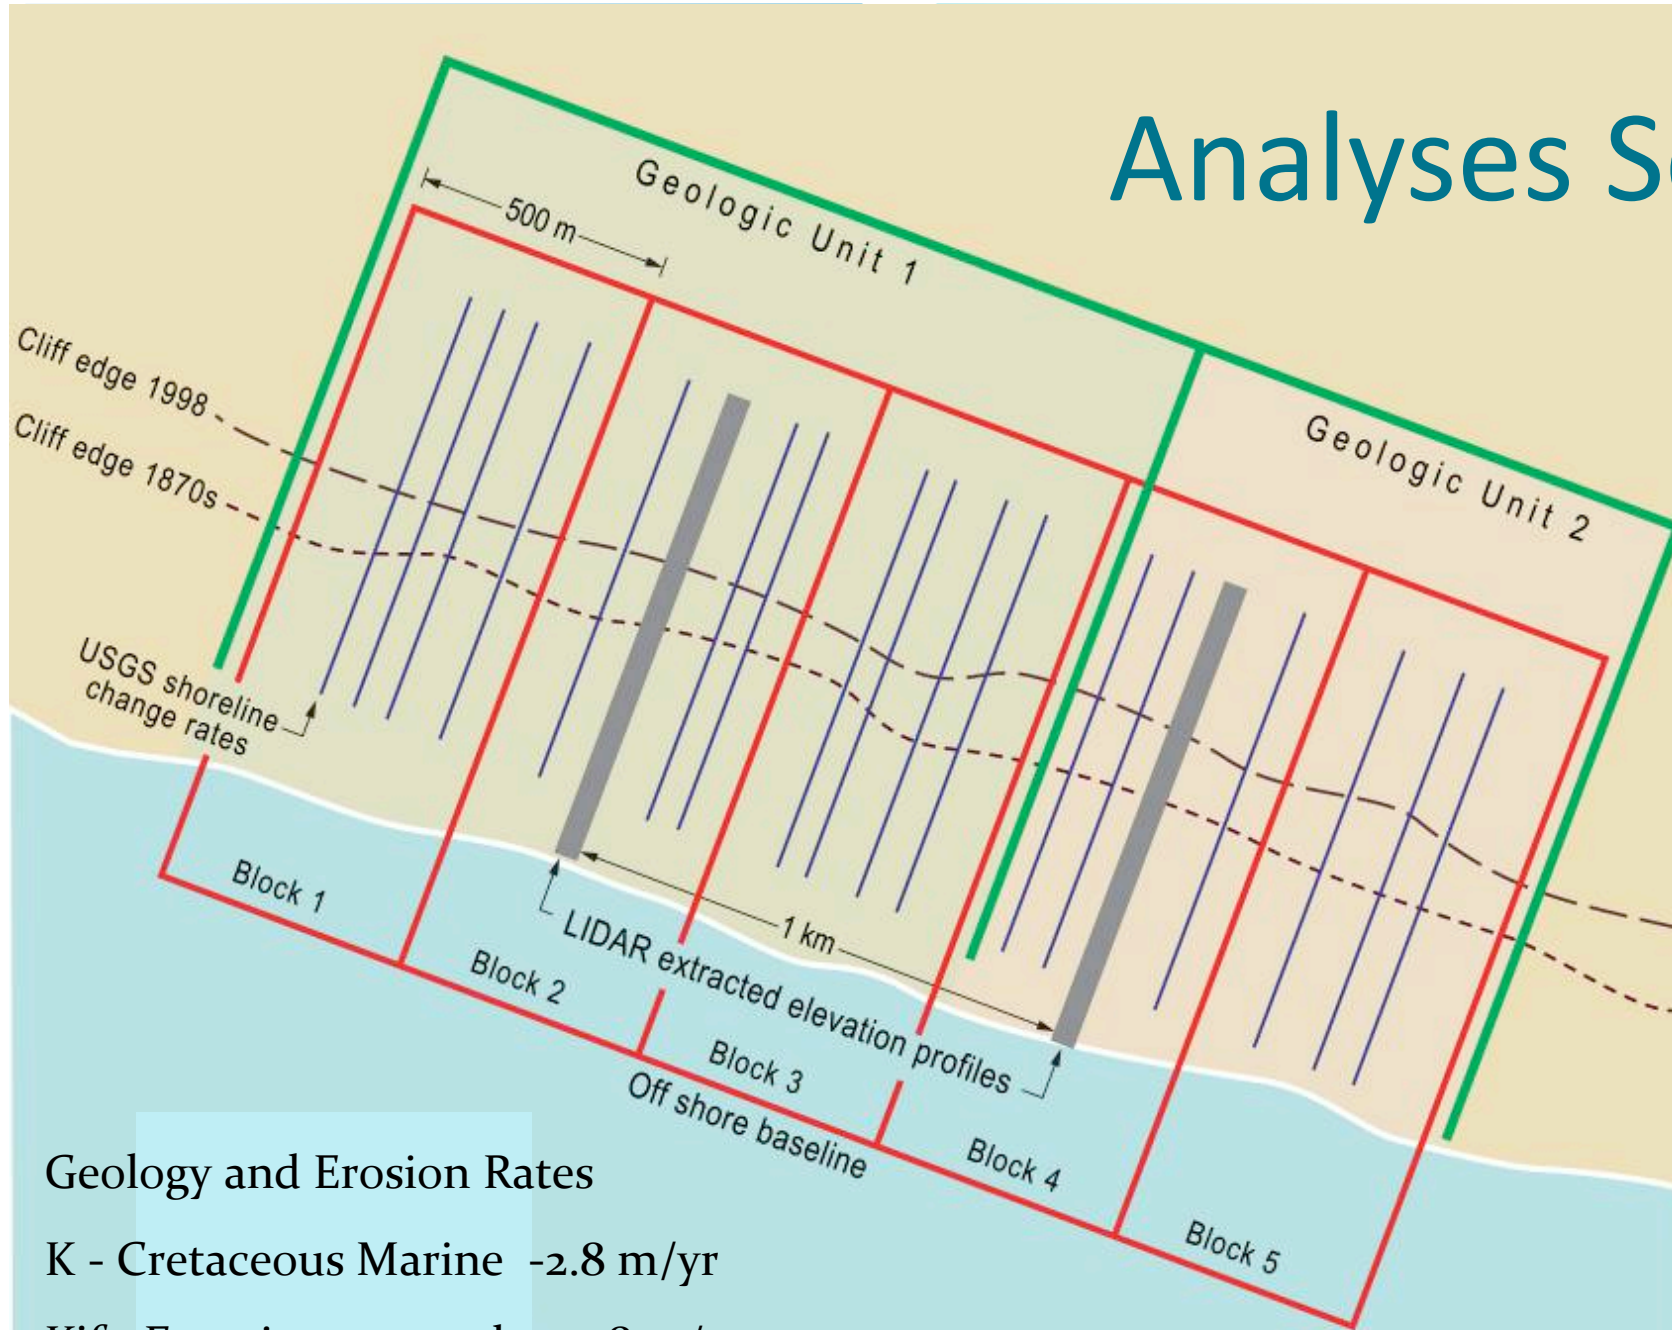 Analyses
Geologic Unit 1
500 m
Geologic Unit 2
Cliff edge 1998
Cliff edge 1870s
USGS shoreline
change rates
Block 1
1 km
LIDAR extracted elevation profiles
Block 2
Block 3
Off shore baseline
Block 4
Block 5
Geology and Erosion Rates
K - Cretaceous Marine -2.8 m/yr